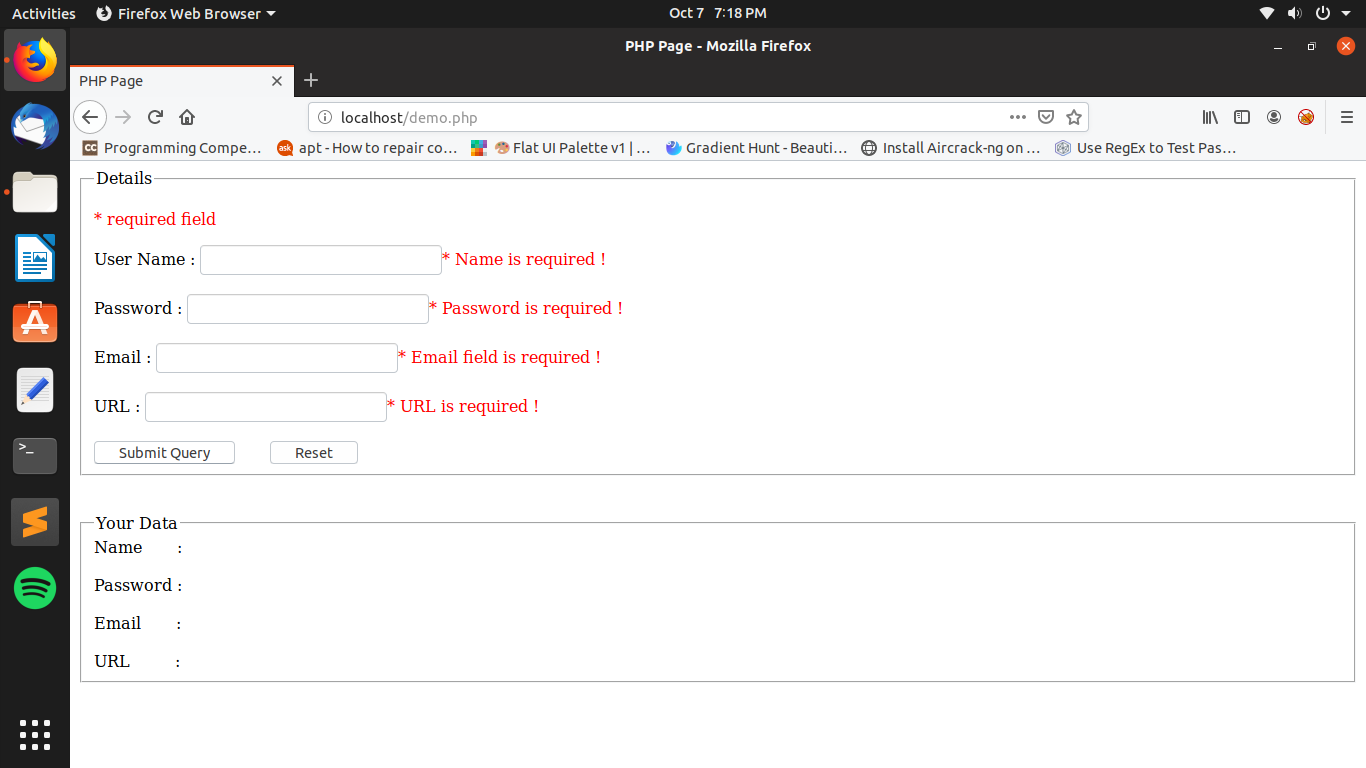 Activities Firefox Web Browser Oct 7 7:18 PM
PHP Page - Mozilla Firefox
PHP Page
localhost/demo.php
CC Programming Compe… ask apt - How to repair co… Flat UI Palette v1 | … Gradient Hunt - Beauti… Install Aircrack-ng on … Use RegEx to Test Pas…
Details
* required field
User Name : * Name is required !
Password : * Password is required !
Email : * Email field is required !
URL : * URL is required !
Submit Query Reset
Your Data
Name :
Password :
Email :
URL :